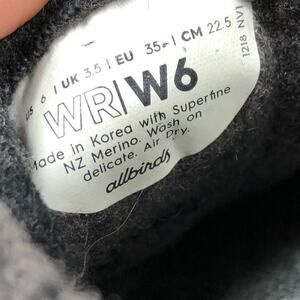 US 6 | UK 3.5 | EU 35- | CM 22.5
WR|W6
Made in Korea with Superfine
NZ Merino. Wash on
delicate. Air Dry.
allbirds
1218 NV1